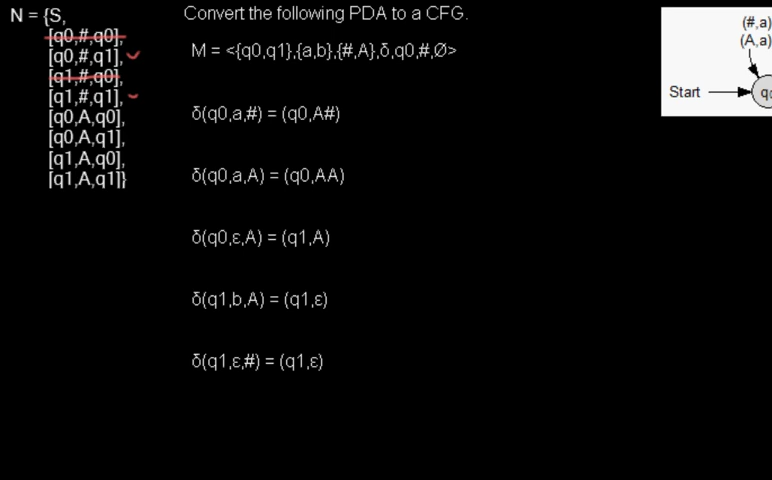 N = {S,
[q0,#,q0],
[q0,#,q1],
[q1,#,q0],
[q1,#,q1],
[q0,A,q0],
[q0,A,q1],
[q1,A,q0],
[q1,A,q1]}
Convert the following PDA to a CFG.
M = <{q0,q1},{a,b},{#,A},δ,q0,#,Ø>
δ(q0,a,#) = (q0,A#)
δ(q0,a,A) = (q0,AA)
δ(q0,ε,A) = (q1,A)
δ(q1,b,A) = (q1,ε)
δ(q1,ε,#) = (q1,ε)
(#,a)
(A,a)
Start